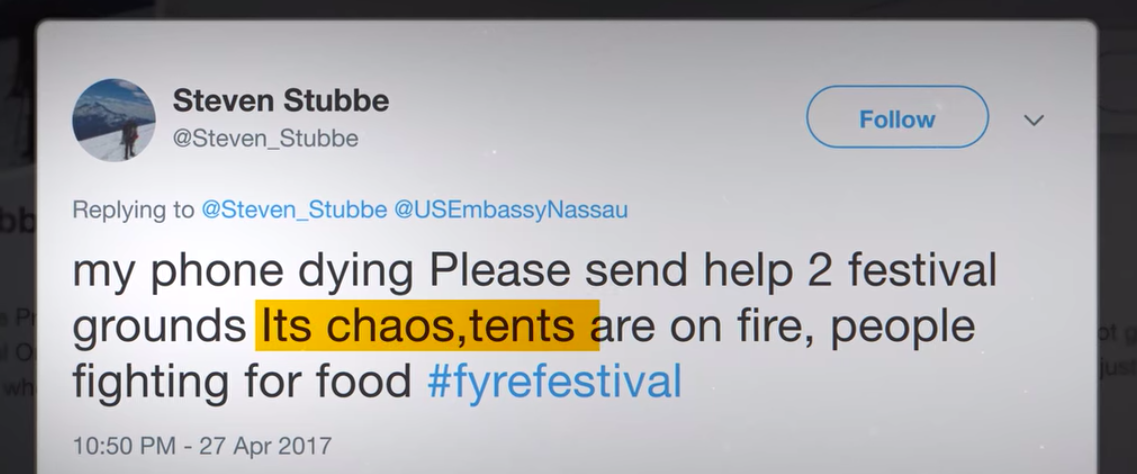 Steven Stubbe
@Steven_Stubbe
Follow
Replying to @Steven_Stubbe @USEmbassyNassau
my phone dying Please send help 2 festival
grounds Its chaos,tents are on fire, people
fighting for food #fyrefestival
10:50 PM - 27 Apr 2017